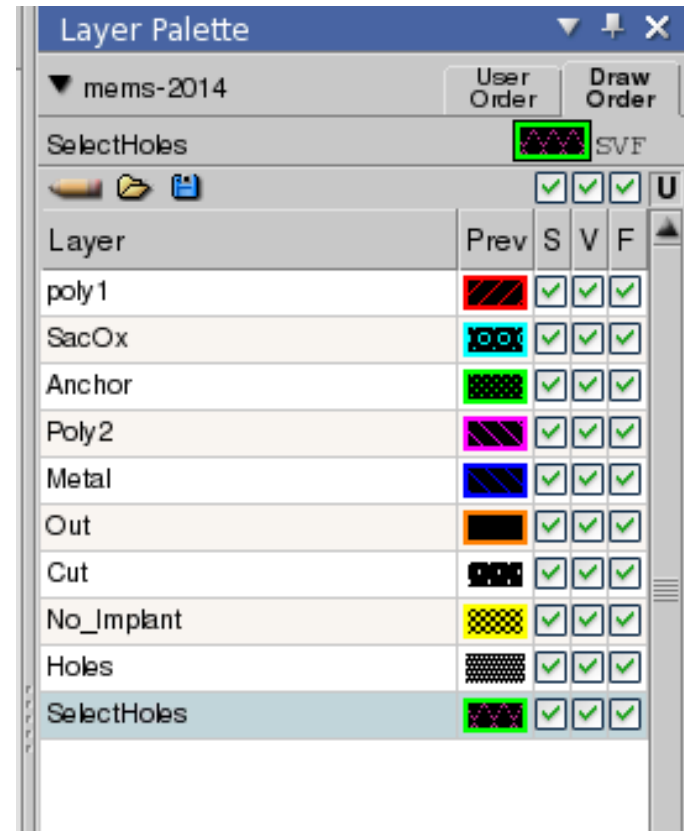 Layer Palette
mems-2014
User Order
Draw Order
SelectHoles SVF
U
Layer Prev S V F
poly1
SacOx
Anchor
Poly2
Metal
Out
Cut
No_Implant
Holes
SelectHoles